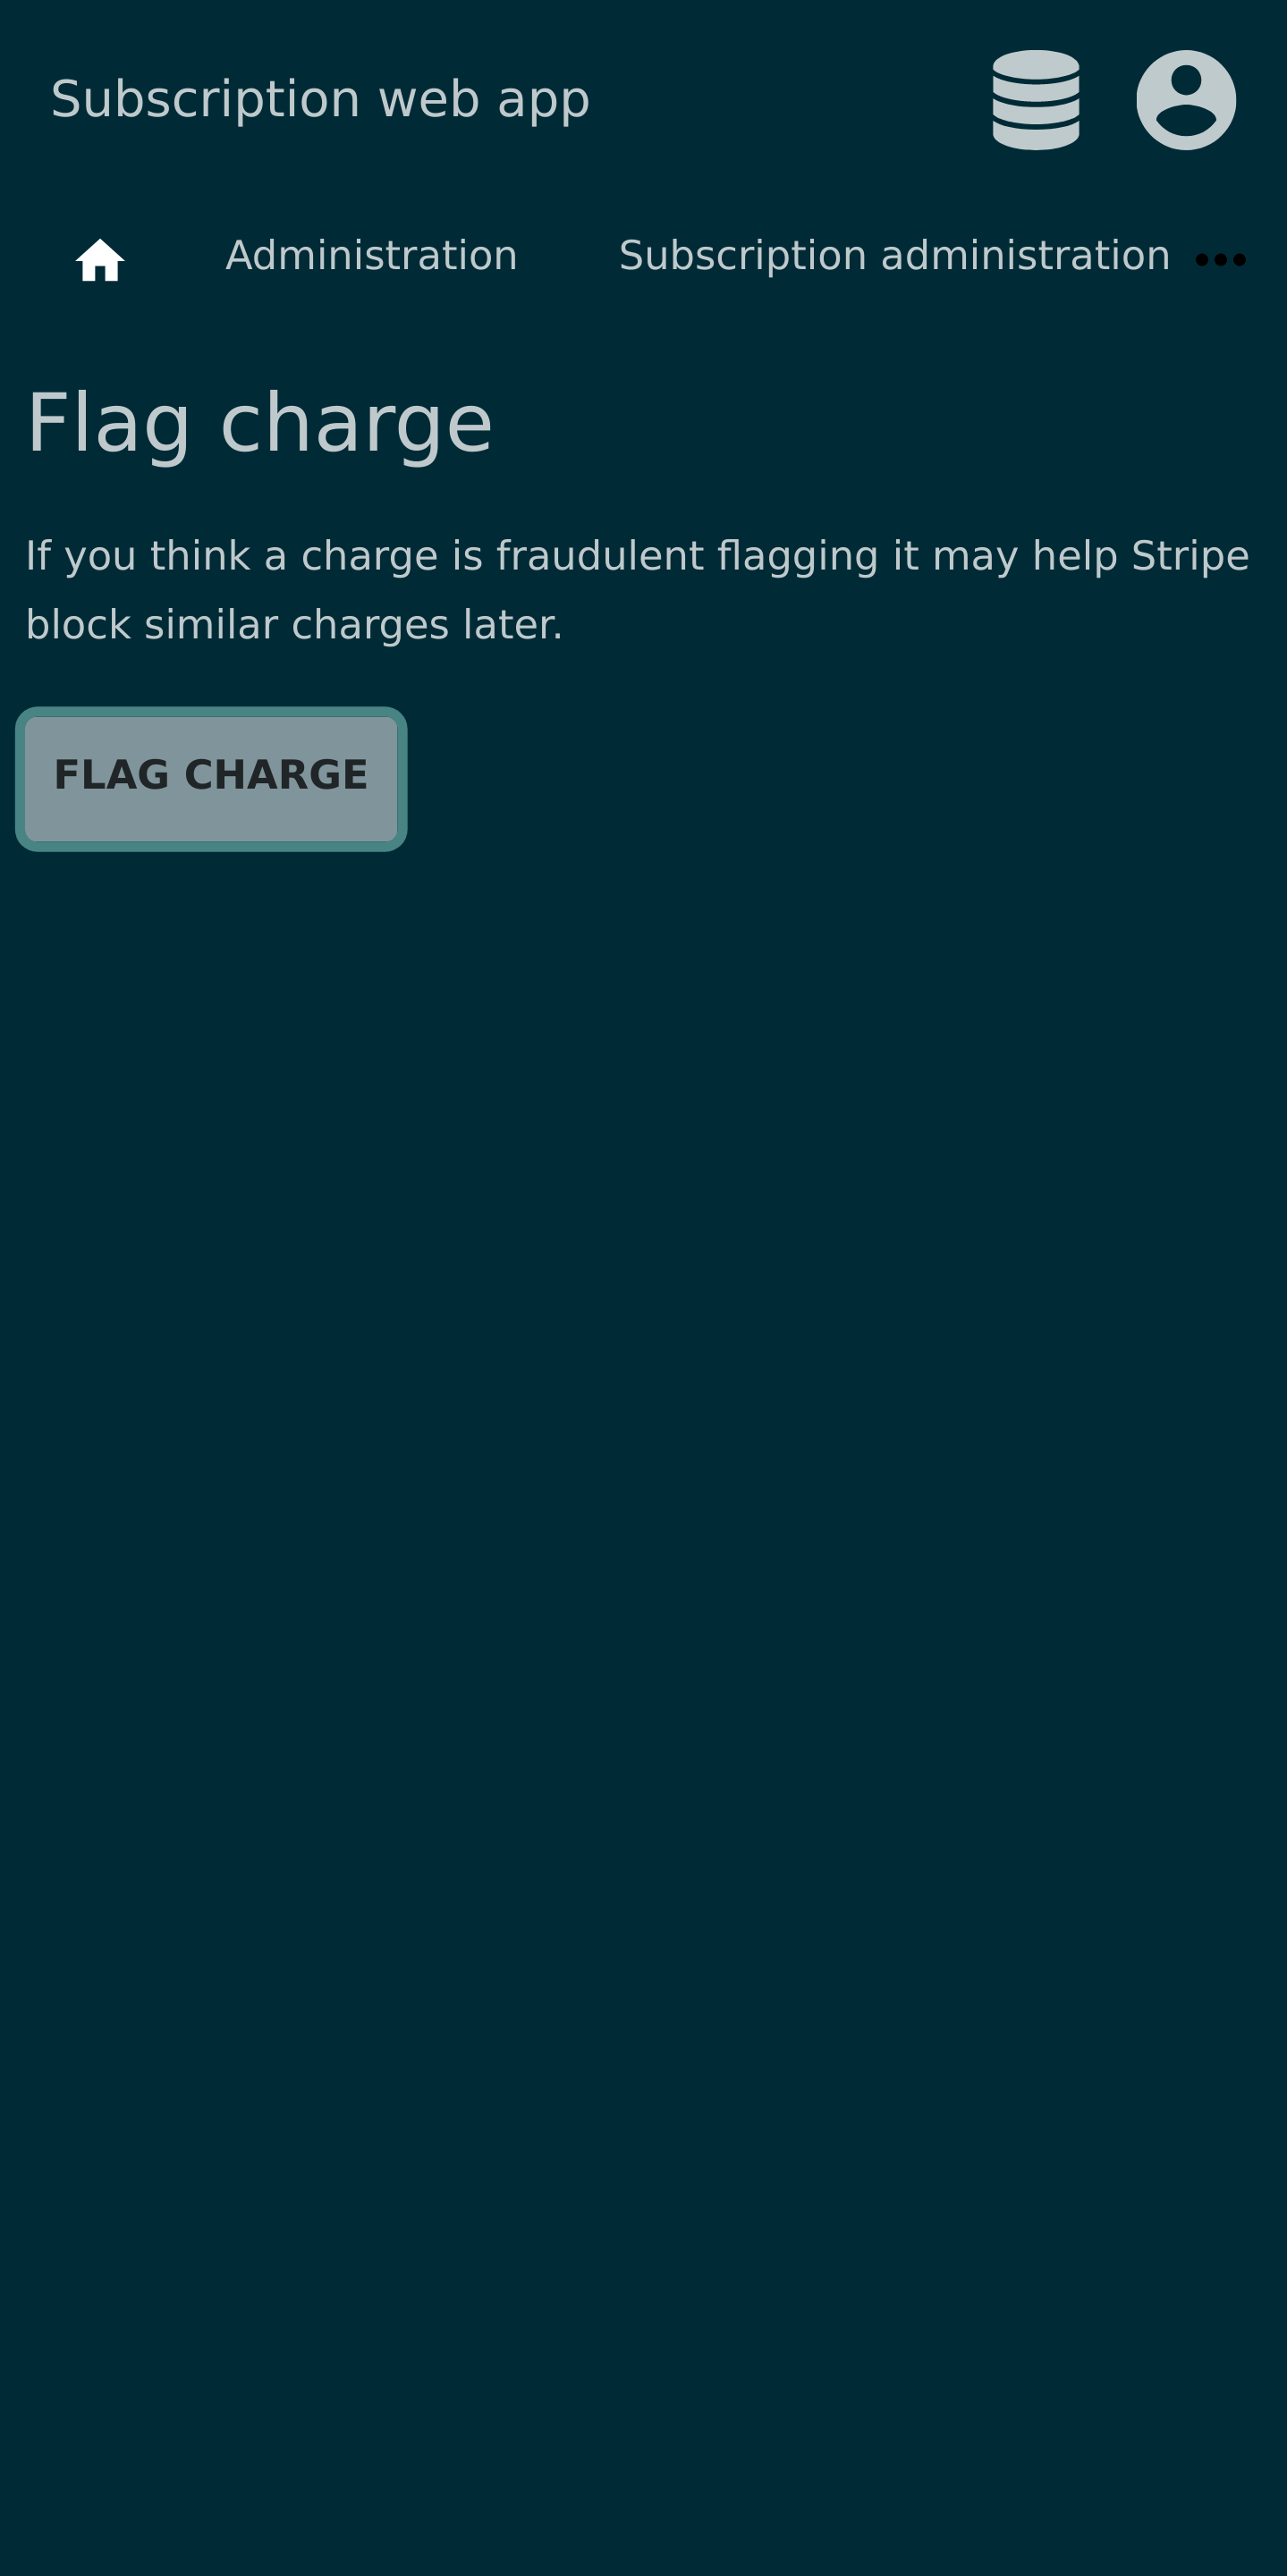 Subscription web app
Administration Subscription administration
Flag charge
If you think a charge is fraudulent flagging it may help Stripe
block similar charges later.
FLAG CHARGE